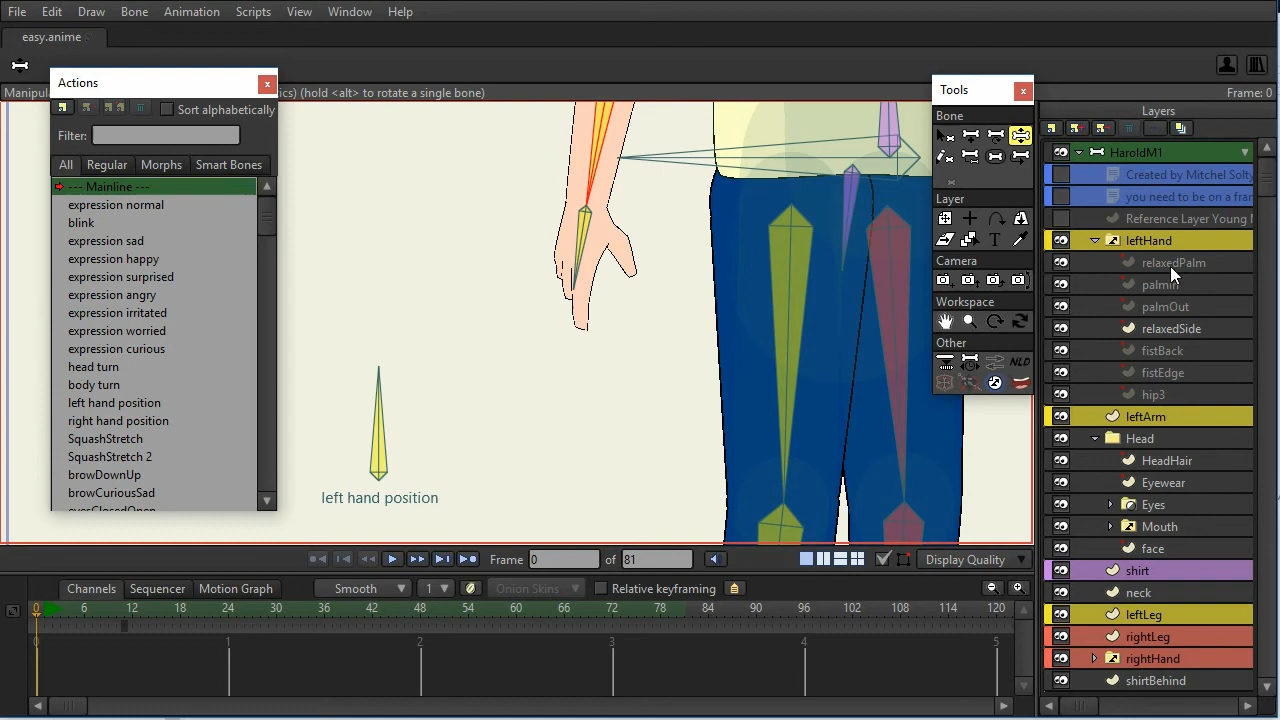 File Edit Draw Bone Animation Scripts View Window Help
easy.anime
Frame: 0
Actions
Sort alphabetically
Filter:
All Regular Morphs Smart Bones
--- Mainline ---
expression normal
blink
expression sad
expression happy
expression surprised
expression angry
expression irritated
expression worried
expression curious
head turn
body turn
left hand position
right hand position
SquashStretch
SquashStretch 2
browDownUp
browCuriousSad
eyesClosedOpen
(hold <alt> to rotate a single bone)
left hand position
Tools
Bone
Layer
Camera
Workspace
Other
NLD
Layers
HaroldM1
Created by Mitchel Solty
you need to be on a fran
Reference Layer Young M
leftHand
relaxedPalm
palmIn
palmOut
relaxedSide
fistBack
fistEdge
hip3
leftArm
Head
HeadHair
Eyewear
Eyes
Mouth
face
shirt
neck
leftLeg
rightLeg
rightHand
shirtBehind
Frame 0 of 81 Display Quality
Channels Sequencer Motion Graph Smooth 1 Onion Skins Relative keyframing
0 6 12 18 24 30 36 42 48 54 60 66 72 78 84 90 96 102 108 114 120
0 1 2 3 4 5